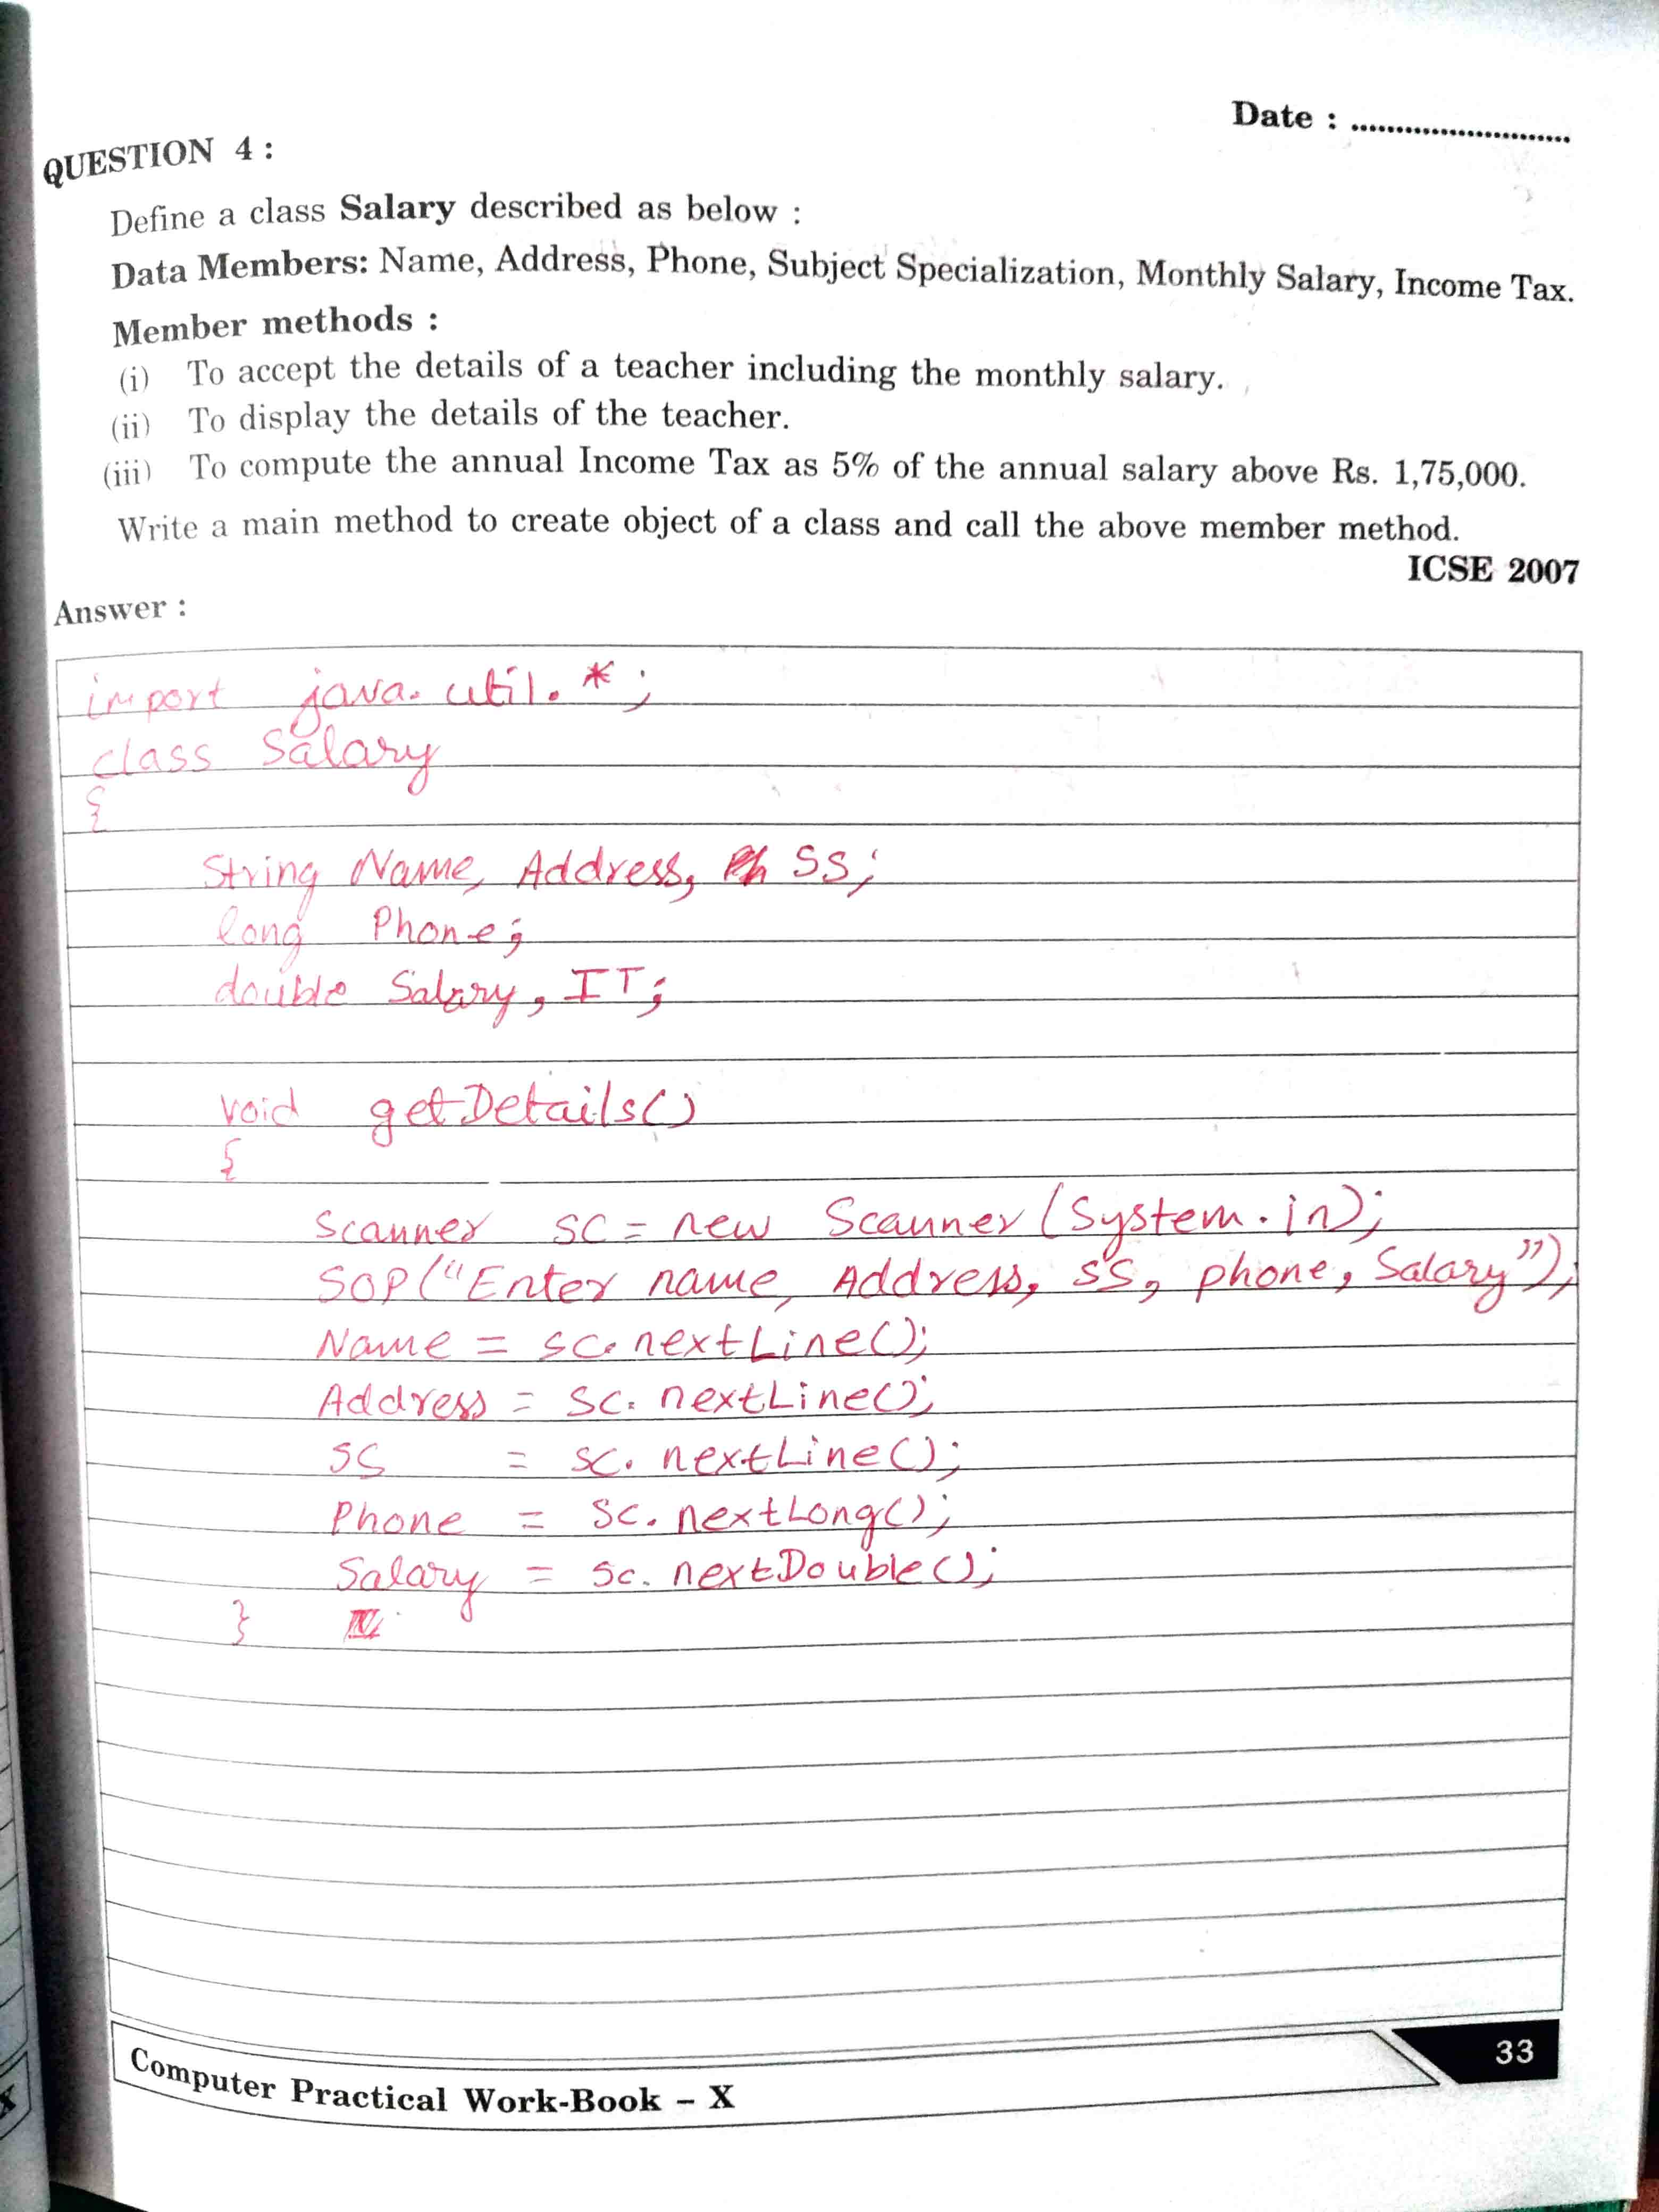 Date : ..........................
QUESTION 4 :
Define a class Salary described as below :
Data Members: Name, Address, Phone, Subject Specialization, Monthly Salary, Income Tax.
Member methods :
(i) To accept the details of a teacher including the monthly salary.
(ii) To display the details of the teacher.
(iii) To compute the annual Income Tax as 5% of the annual salary above Rs. 1,75,000.
Write a main method to create object of a class and call the above member method.
ICSE 2007
Answer :
import java.util.*;
class Salary
{
String Name, Address, SS;
long Phone;
double Salary, IT;
void getDetails()
{
Scanner sc = new Scanner(System.in);
SOP("Enter name, Address, SS, phone, Salary");
Name = sc.nextLine();
Address = sc.nextLine();
SS = sc.nextLine();
Phone = sc.nextLong();
Salary = sc.nextDouble();
}
Computer Practical Work-Book – X
33